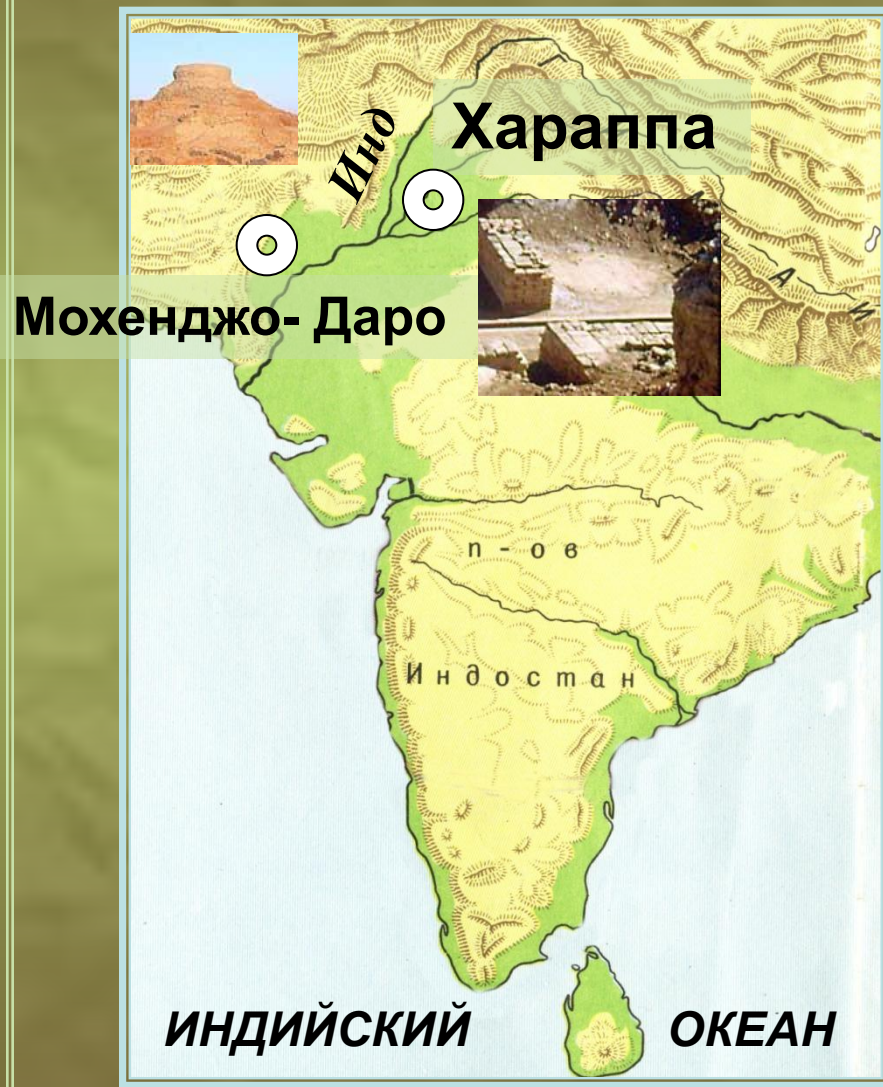 Инд
Хараппа
Мохенджо- Даро
Г
А
И
п-ов
Индостан
ИНДИЙСКИЙ ОКЕАН